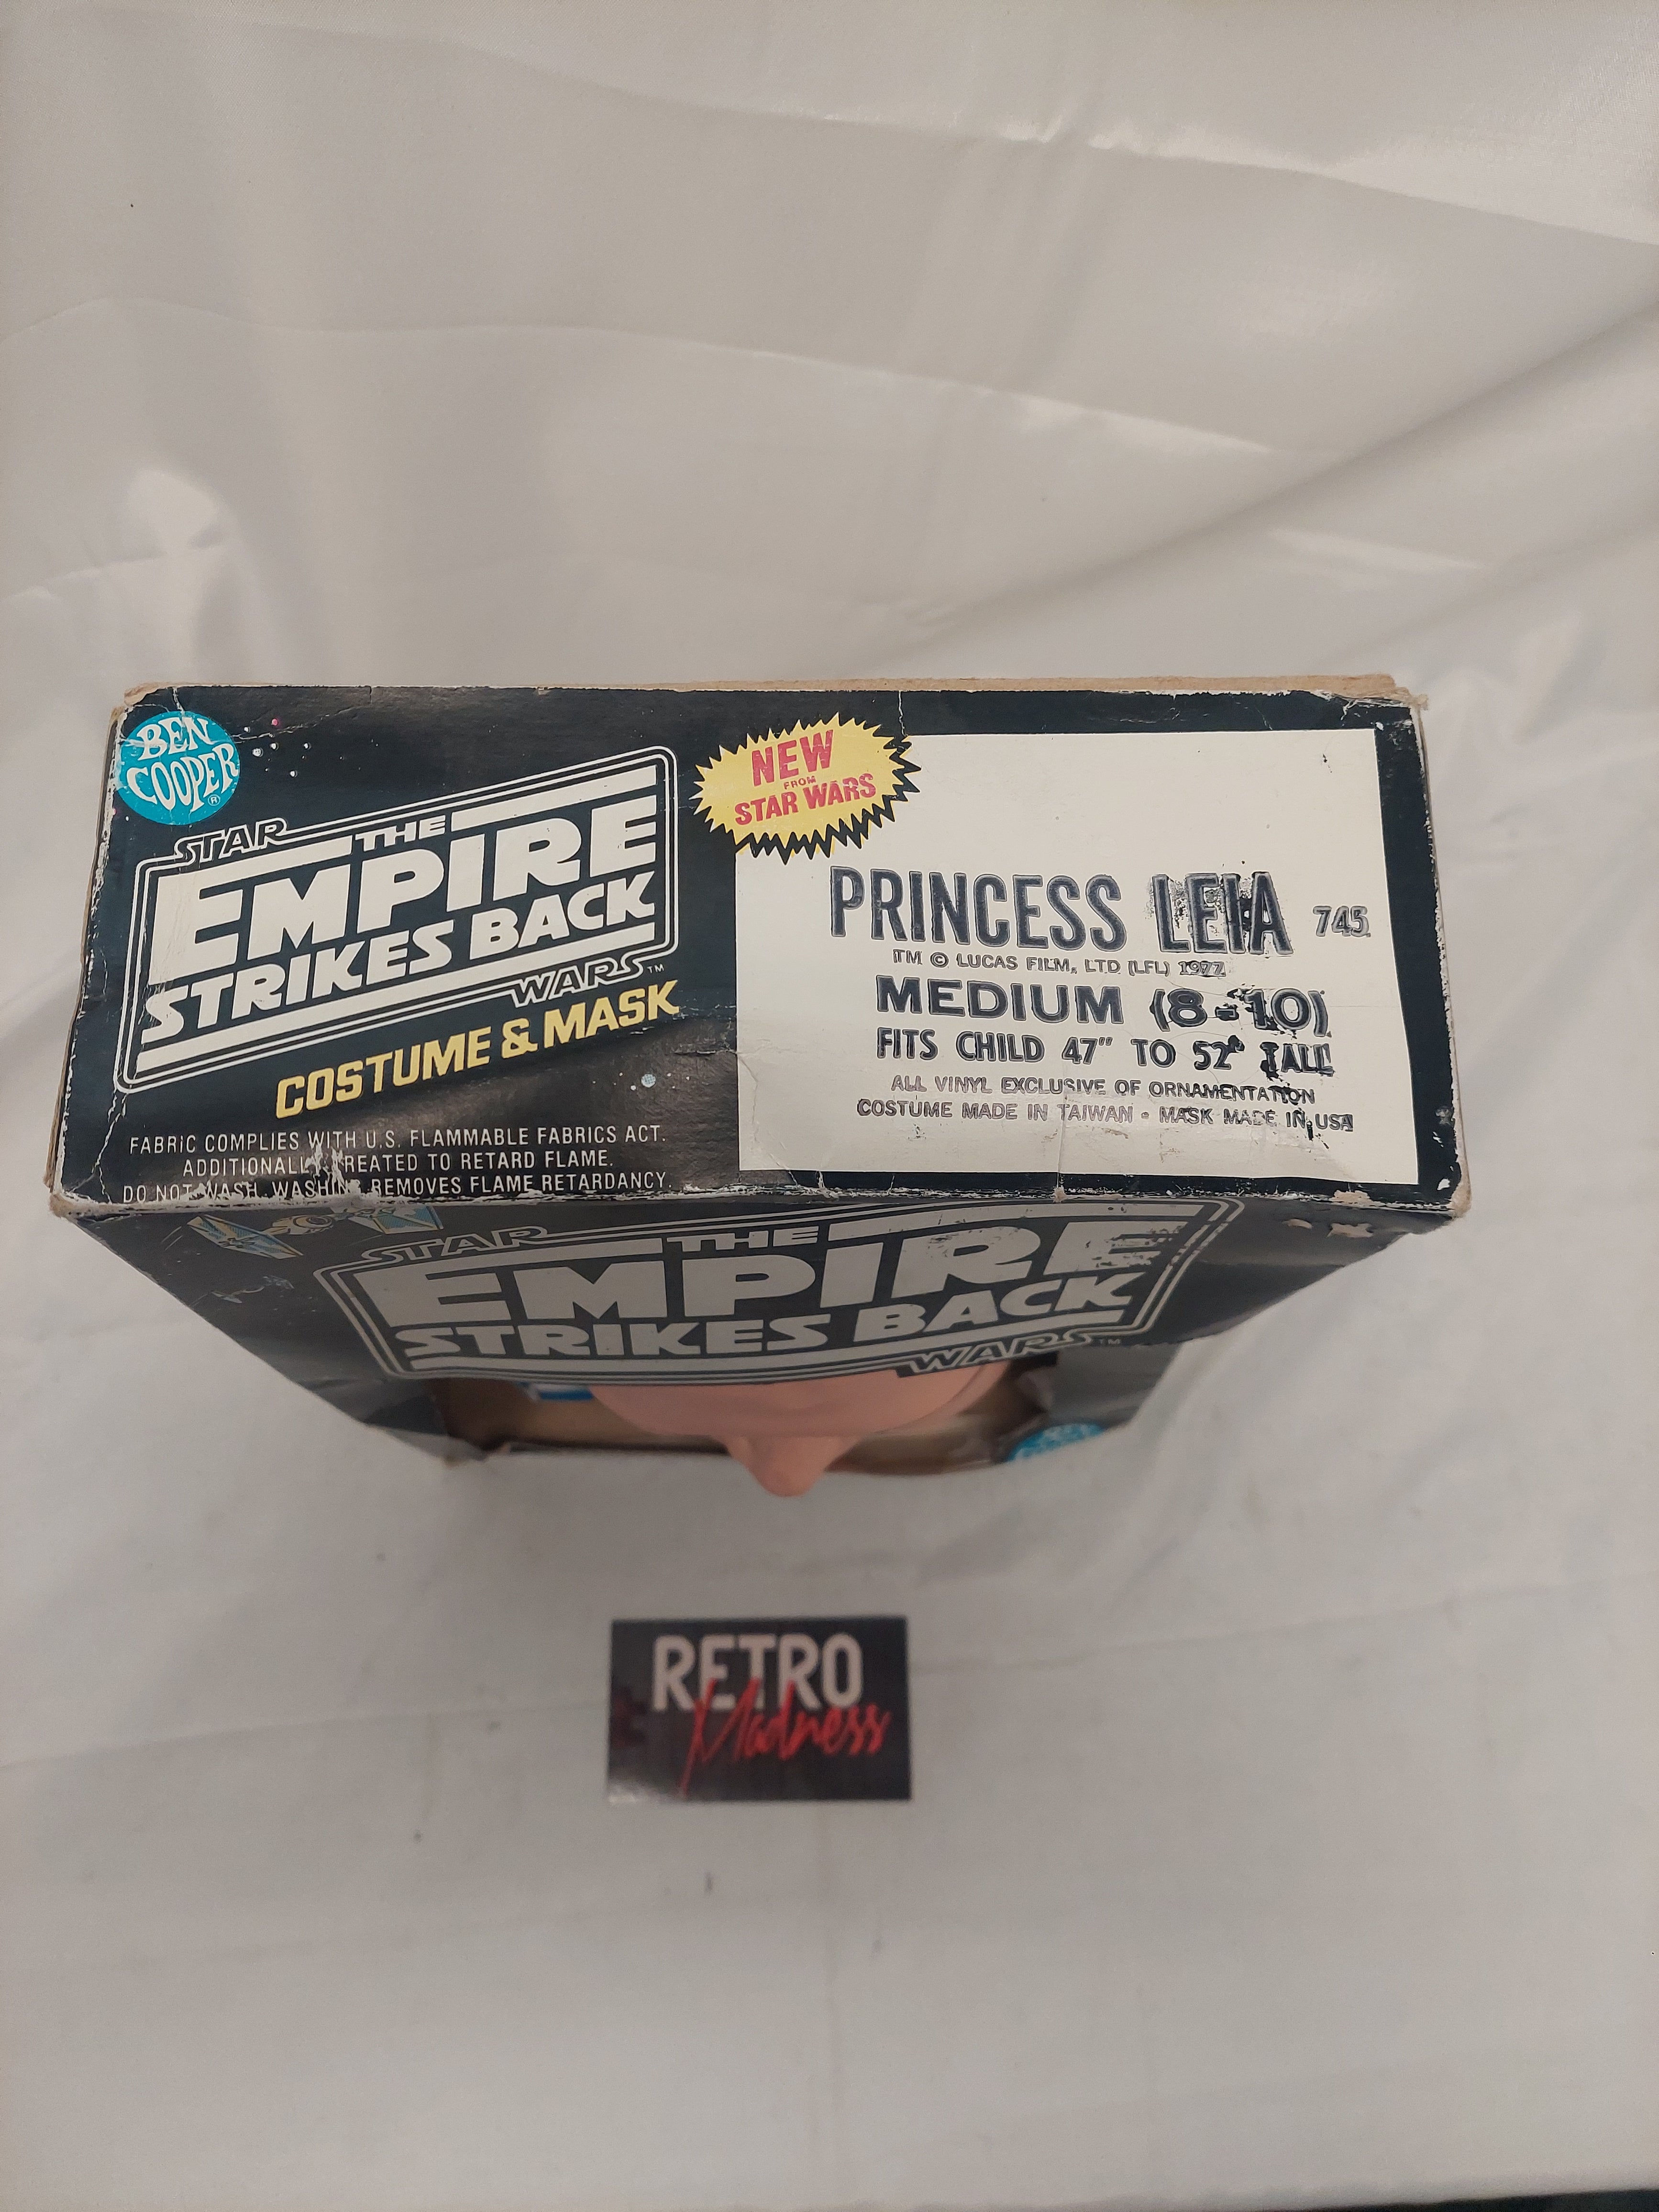 BEN
COOPER®
STAR
THE
EMPIRE
STRIKES BACK
WARS™
COSTUME & MASK
FABRIC COMPLIES WITH U.S. FLAMMABLE FABRICS ACT.
ADDITIONALLY TREATED TO RETARD FLAME.
DO NOT WASH. WASHING REMOVES FLAME RETARDANCY.
NEW
FROM
STAR WARS
PRINCESS LEIA 745
TM © LUCAS FILM, LTD (LFL) 1977
MEDIUM (8-10)
FITS CHILD 47" TO 52" TALL
ALL VINYL EXCLUSIVE OF ORNAMENTATION
COSTUME MADE IN TAIWAN - MASK MADE IN USA
STAR
THE
EMPIRE
STRIKES BACK
WARS™
RETRO
Madness